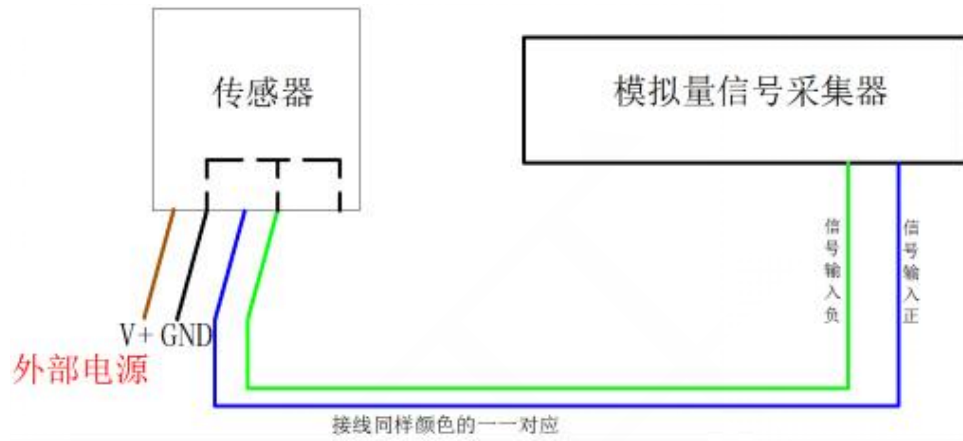 传感器
模拟量信号采集器
信号输入负
信号输入正
V+ GND
外部电源
接线同样颜色的一一对应